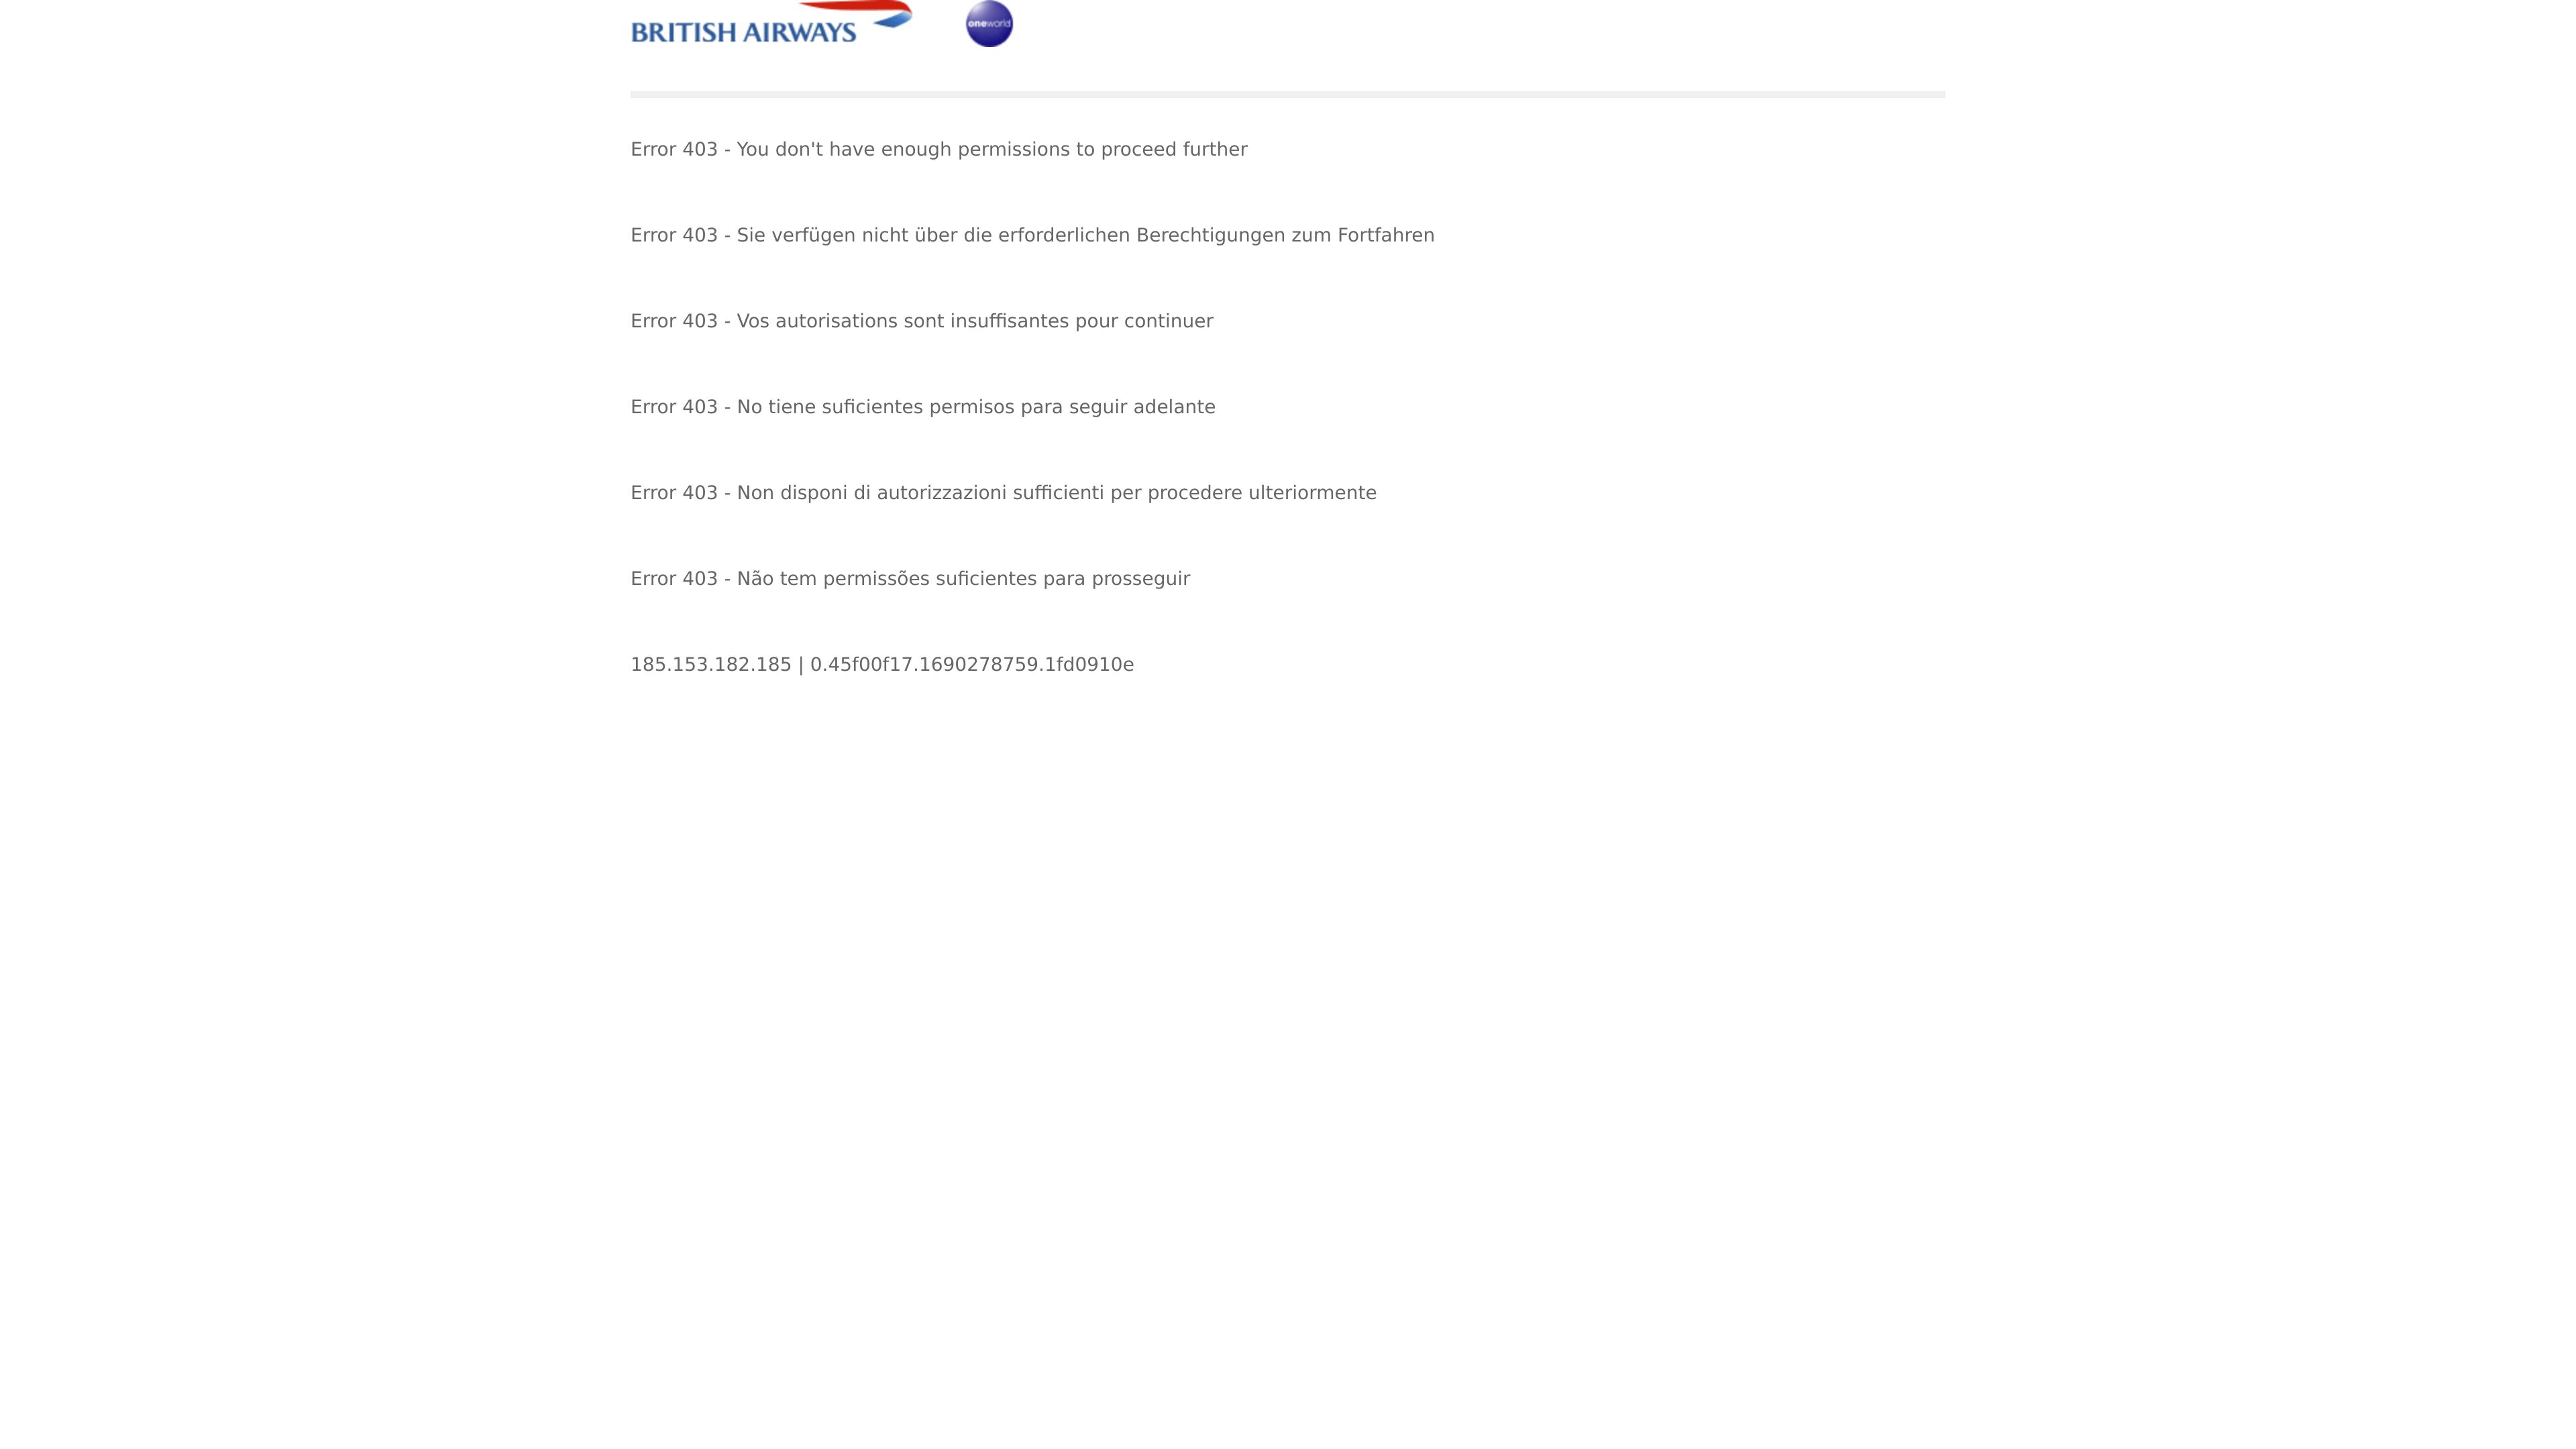 BRITISH AIRWAYS
oneworld
Error 403 - You don't have enough permissions to proceed further
Error 403 - Sie verfügen nicht über die erforderlichen Berechtigungen zum Fortfahren
Error 403 - Vos autorisations sont insuffisantes pour continuer
Error 403 - No tiene suficientes permisos para seguir adelante
Error 403 - Non disponi di autorizzazioni sufficienti per procedere ulteriormente
Error 403 - Não tem permissões suficientes para prosseguir
185.153.182.185 | 0.45f00f17.1690278759.1fd0910e